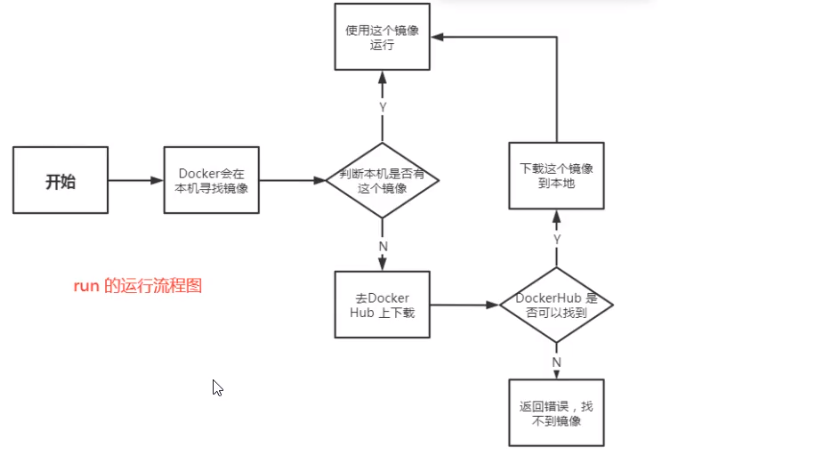 使用这个镜像
运行
Y
开始
Docker会在
本机寻找镜像
判断本机是否有
这个镜像
下载这个镜像
到本地
N
Y
run 的运行流程图
去Docker
Hub 上下载
DockerHub 是
否可以找到
N
返回错误，找
不到镜像